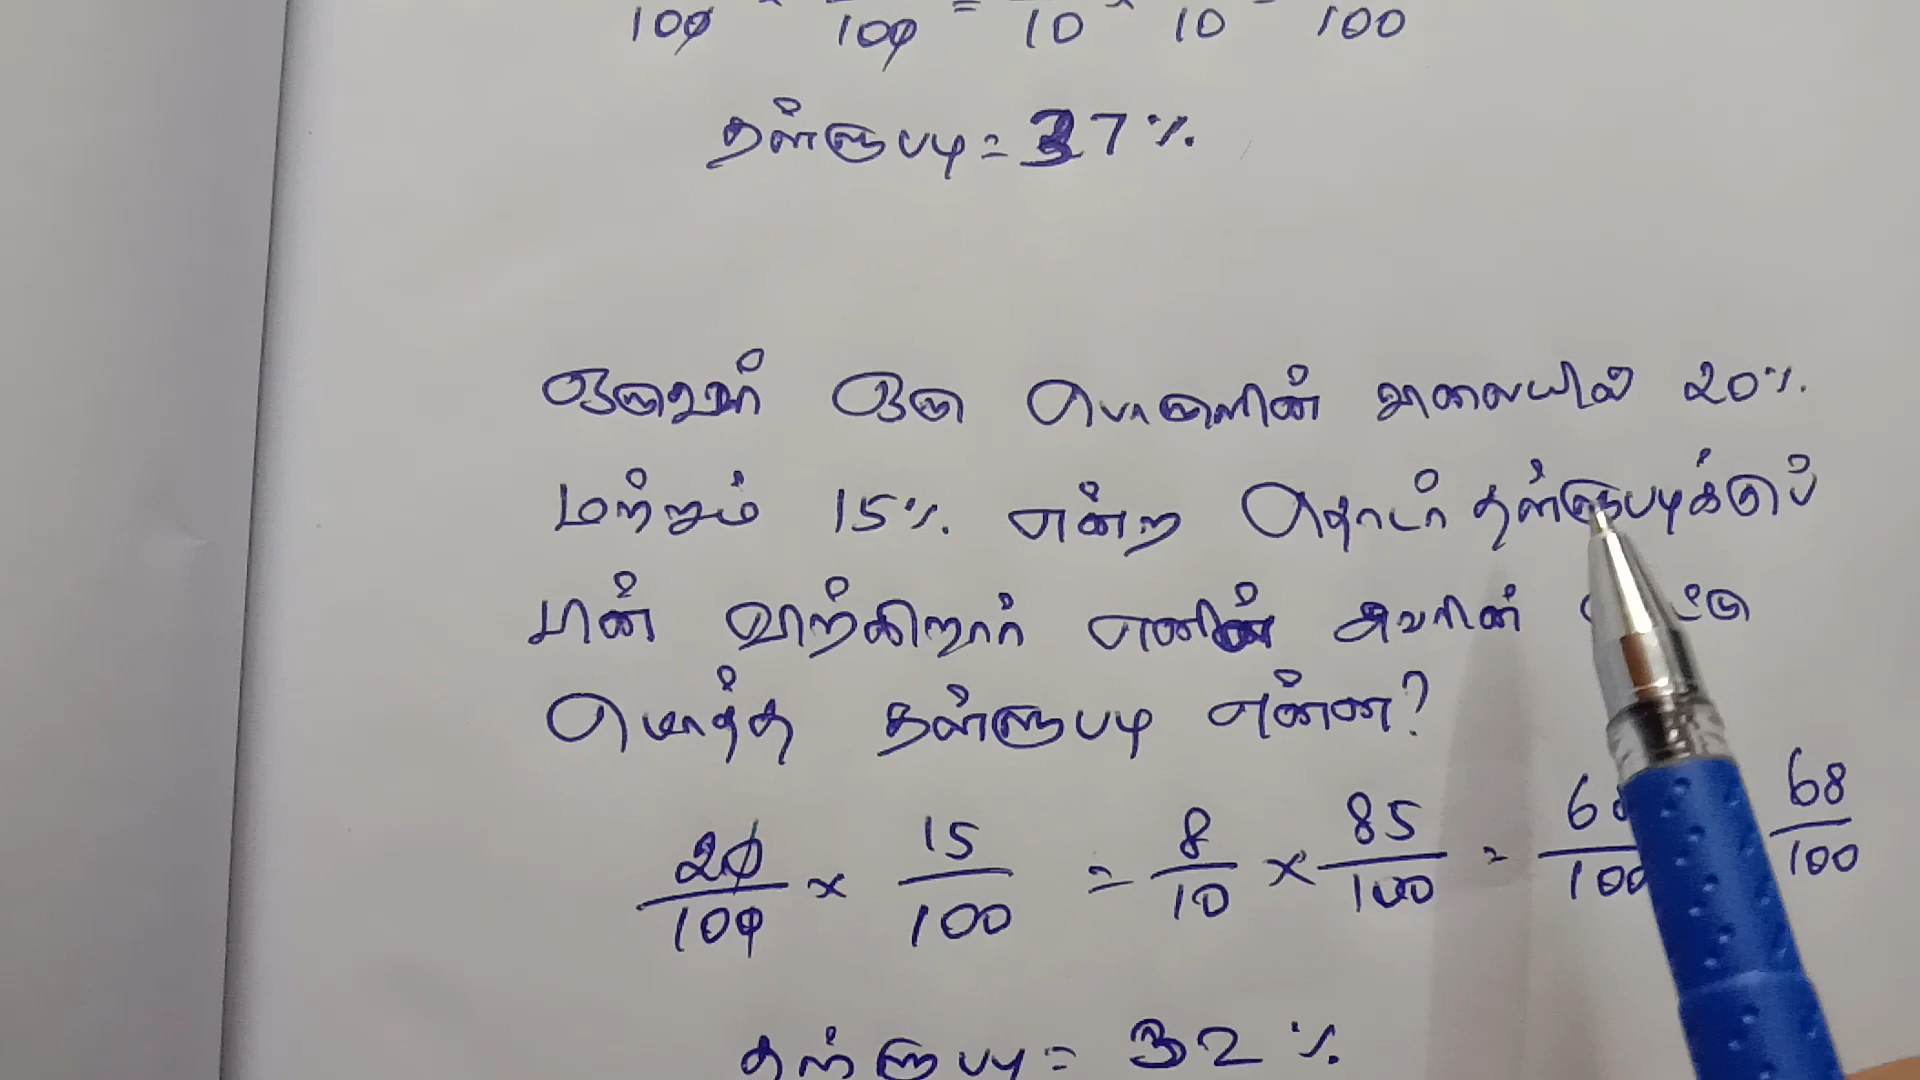 100 × 100 = 10 × 10 = 100
தள்ளுபடி = 37%
ஒருவர் ஒரு பொருளின் விலையில் 20%
மற்றும் 15% என்ற தொடர் தள்ளுபடிக்குப்
பின் விற்கிறார் எனின் அவரின்
மொத்த தள்ளுபடி என்ன?
20/100 × 15/100 = 8/10 × 85/100 = 68/100
தள்ளுபடி = 32%